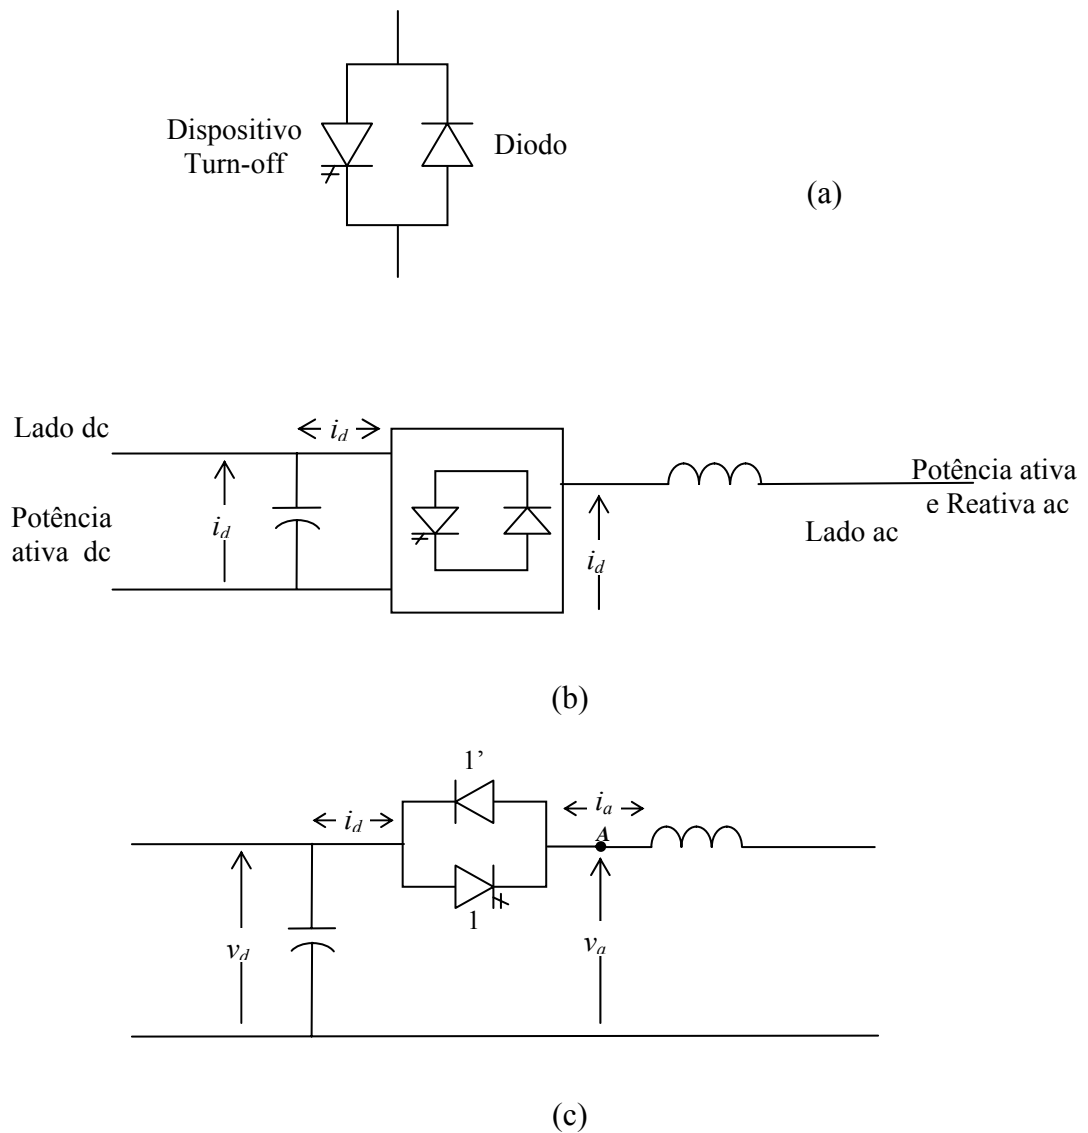 Dispositivo
Turn-off
Diodo
(a)
Lado dc
i_d
Potência
ativa dc
i_d
i_d
Potência ativa
e Reativa ac
Lado ac
(b)
1’
i_d
i_a
A
1
v_d
v_a
(c)